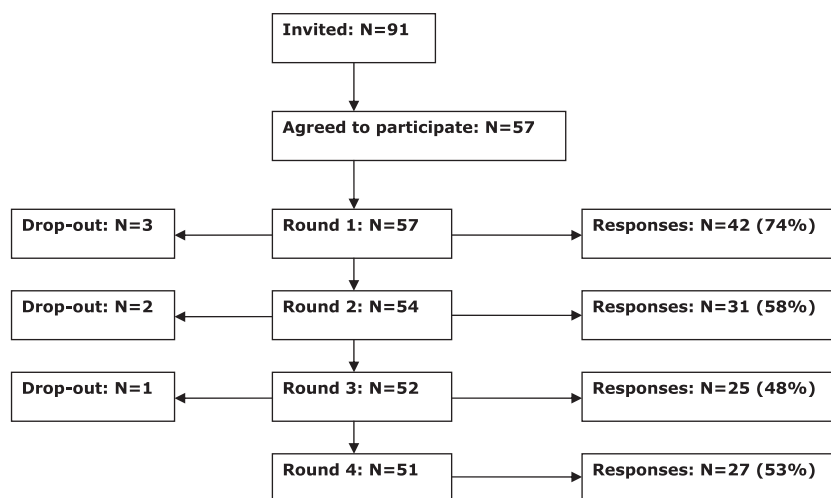 Invited: N=91
Agreed to participate: N=57
Drop-out: N=3
Round 1: N=57
Responses: N=42 (74%)
Drop-out: N=2
Round 2: N=54
Responses: N=31 (58%)
Drop-out: N=1
Round 3: N=52
Responses: N=25 (48%)
Round 4: N=51
Responses: N=27 (53%)